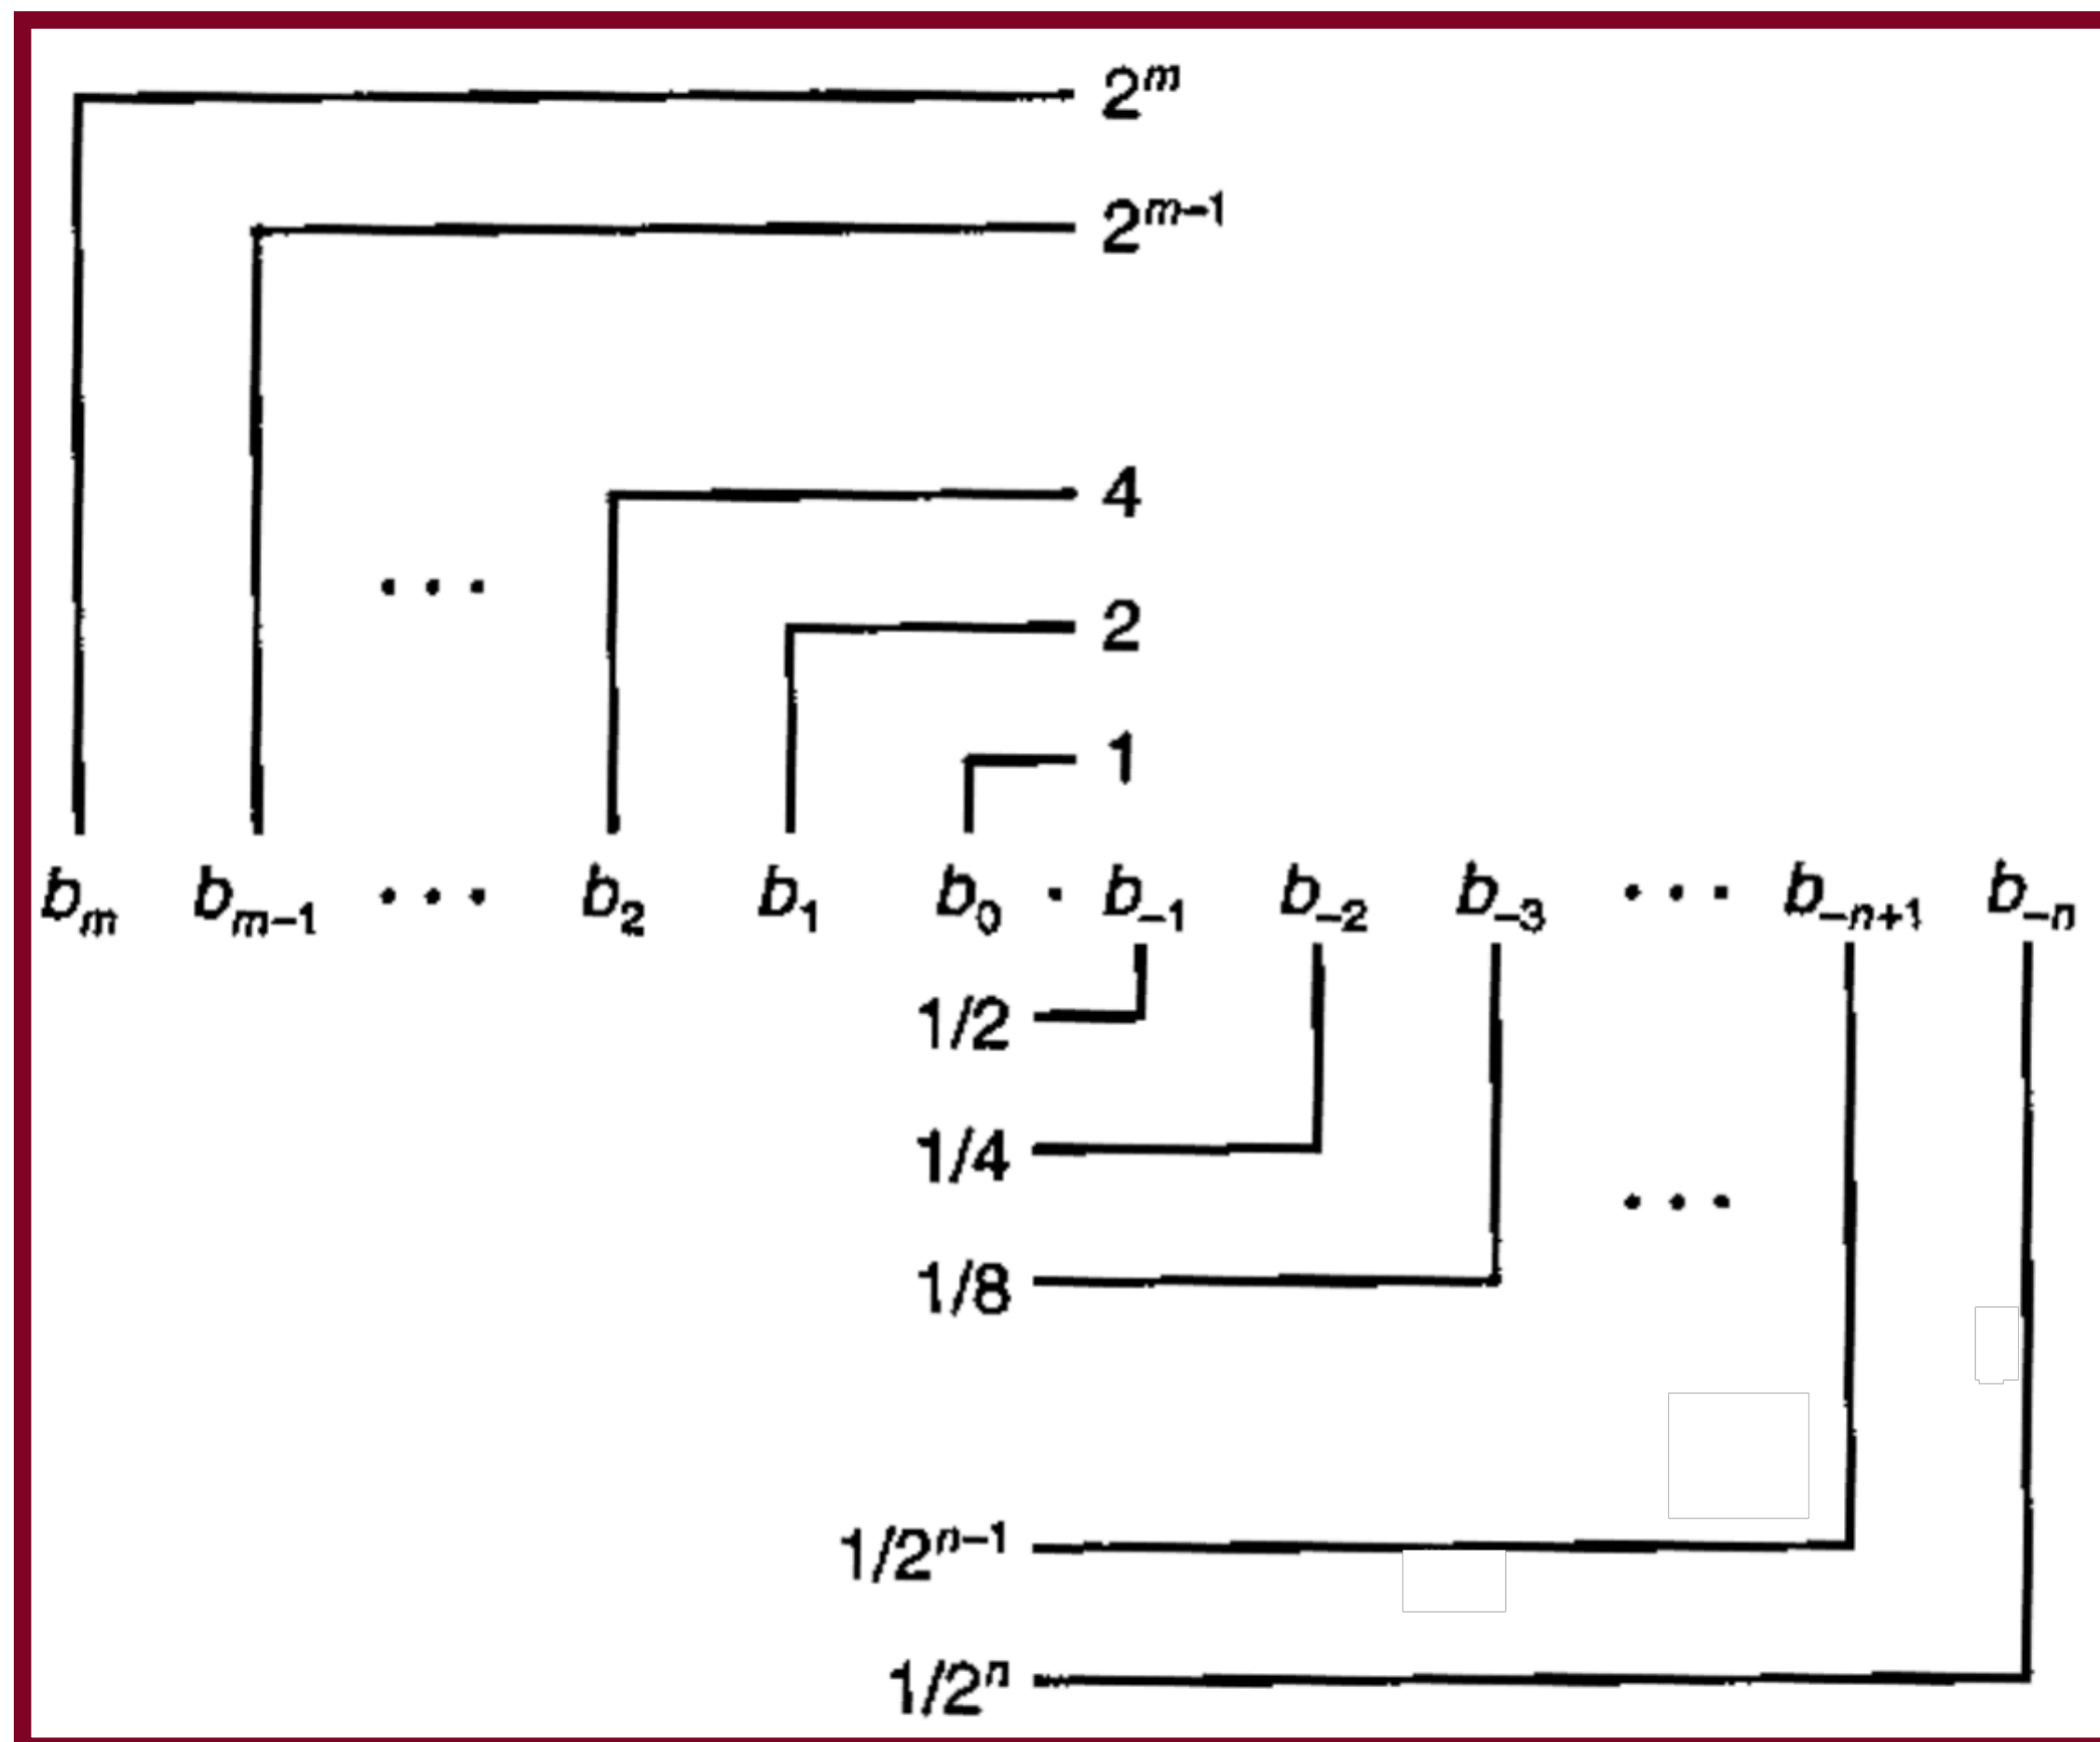 2^m
2^{m-1}
4
2
1
b_m b_{m-1} ... b_2 b_1 b_0 . b_{-1} b_{-2} b_{-3} ... b_{-n+1} b_{-n}
1/2
1/4
1/8
1/2^{n-1}
1/2^n